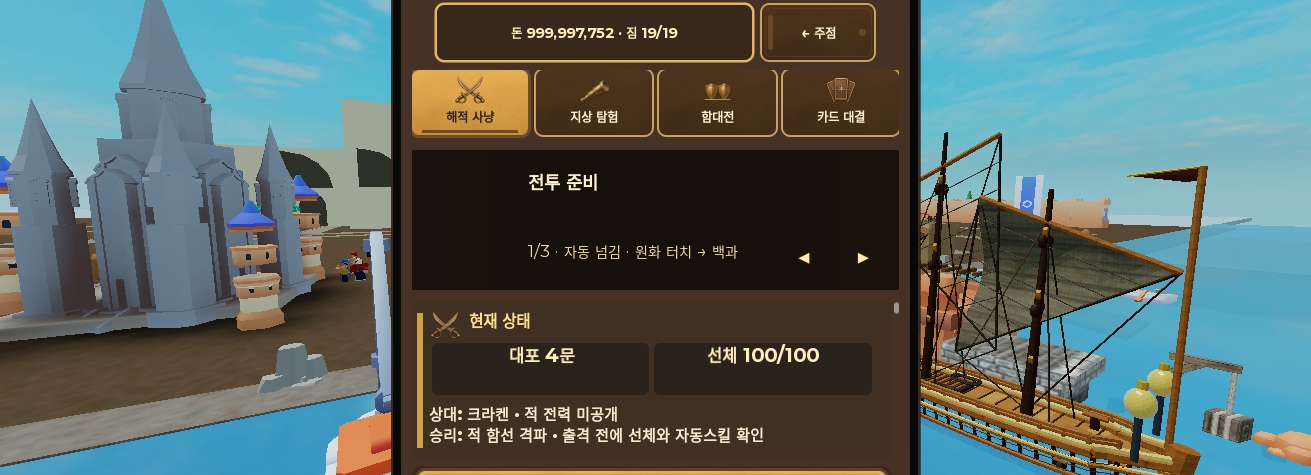 돈 999,997,752 · 짐 19/19
← 주점
해적 사냥
지상 탐험
함대전
카드 대결
전투 준비
1/3 · 자동 넘김 · 원화 터치 → 백과
◀ ▶
현재 상태
대포 4문
선체 100/100
상대: 크라켄 • 적 전력 미공개
승리: 적 함선 격파 • 출격 전에 선체와 자동스킬 확인